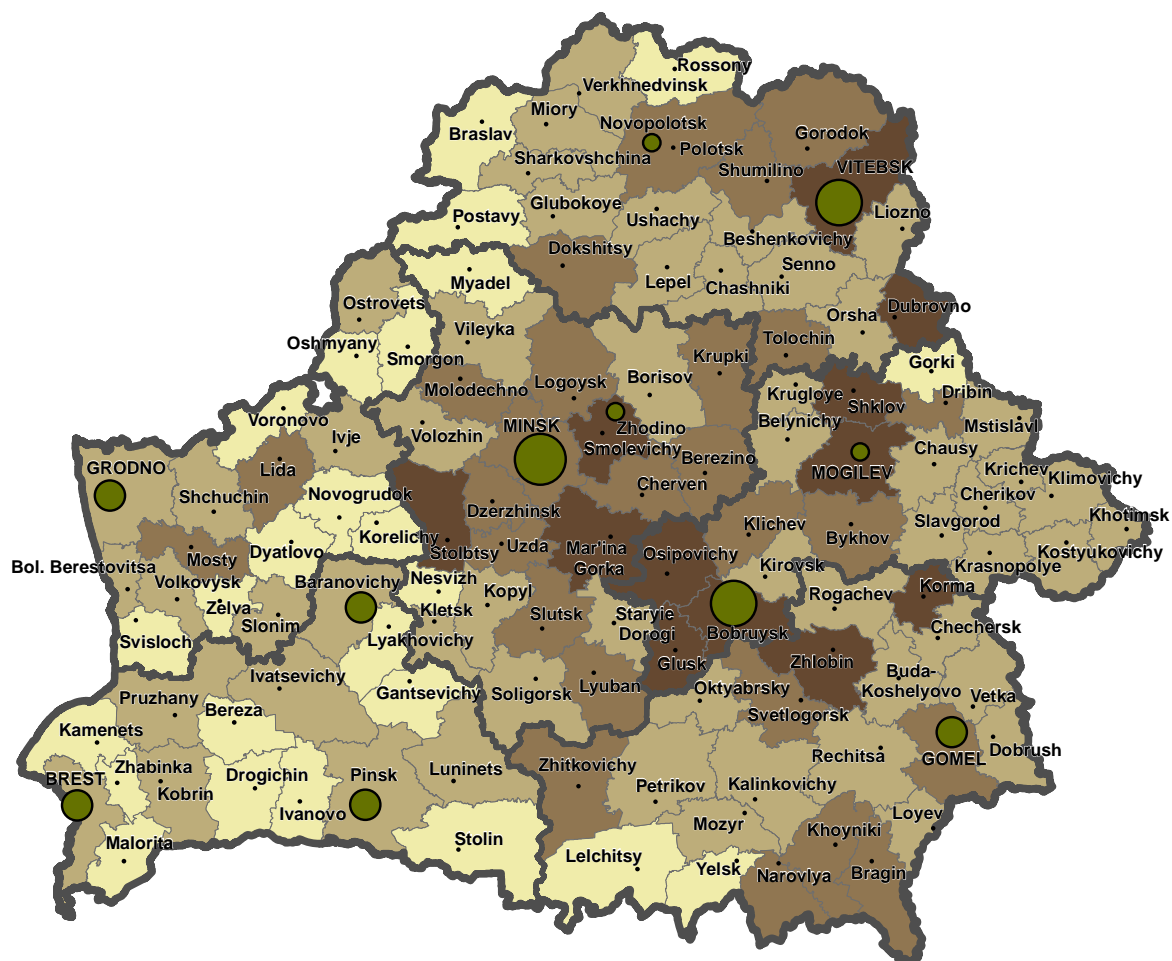 Rossony
Verkhnedvinsk
Miory
Novopolotsk
Braslav
Gorodok
Polotsk
Sharkovshchina
Shumilino
VITEBSK
Postavy
Glubokoye
Ushachy
Liozno
Beshenkovichy
Dokshitsy
Senno
Myadel
Lepel
Chashniki
Ostrovets
Dubrovno
Vileyka
Orsha
Oshmyany
Smorgon
Tolochin
Krupki
Gorki
Logoysk
Borisov
Molodechno
Krugloye
Shklov
Dribin
Voronovo
Volozhin
MINSK
Zhodino
Belynichy
Mstislavl
Ivje
Smolevichy
Chausy
GRODNO
Lida
Berezino
MOGILEV
Krichev
Klimovichy
Shchuchin
Novogrudok
Cherven
Cherikov
Dzerzhinsk
Klichev
Slavgorod
Khotimsk
Korelichy
Bykhov
Mosty
Dyatlovo
Stolbtsy
Uzda
Mar'ina
Gorka
Osipovichy
Kostyukovichy
Bol. Berestovitsa
Krasnopolye
Volkovysk
Baranovichy
Nesvizh
Kirovsk
Korma
Zelva
Kletsk
Kopyl
Rogachev
Slonim
Slutsk
Staryie
Dorogi
Bobruysk
Svisloch
Lyakhovichy
Chechersk
Glusk
Zhlobin
Ivatsevichy
Buda-
Koshelyovo
Pruzhany
Gantsevichy
Soligorsk
Lyuban
Oktyabrsky
Vetka
Bereza
Svetlogorsk
Kamenets
Rechitsa
GOMEL
Dobrush
BREST
Zhabinka
Drogichin
Pinsk
Luninets
Zhitkovichy
Kobrin
Petrikov
Kalinkovichy
Ivanovo
Loyev
Malorita
Stolin
Mozyr
Khoyniki
Lelchitsy
Yelsk
Narovlya
Bragin